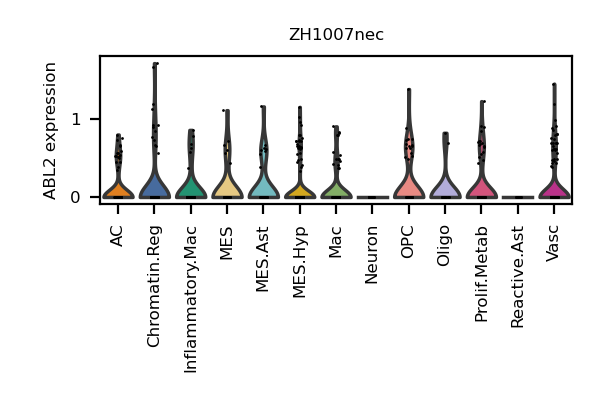 ZH1007nec
ABL2 expression
1
0
AC
Chromatin.Reg
Inflammatory.Mac
MES
MES.Ast
MES.Hyp
Mac
Neuron
OPC
Oligo
Prolif.Metab
Reactive.Ast
Vasc